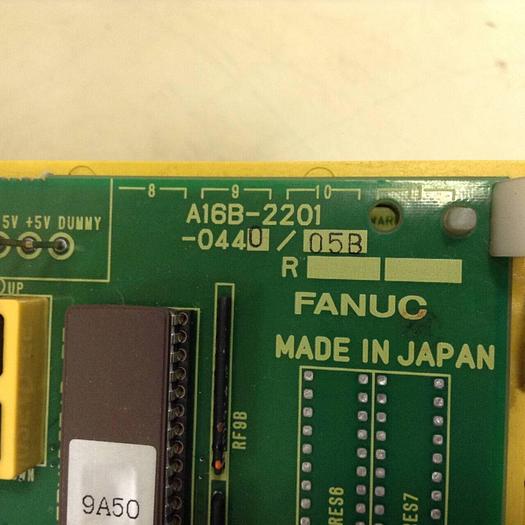 8 9 10 11
A16B-2201
5V +5V DUMMY
-0440 / 05B
R
UP
FANUC
MADE IN JAPAN
RF9B
9A50
RES6
RES7